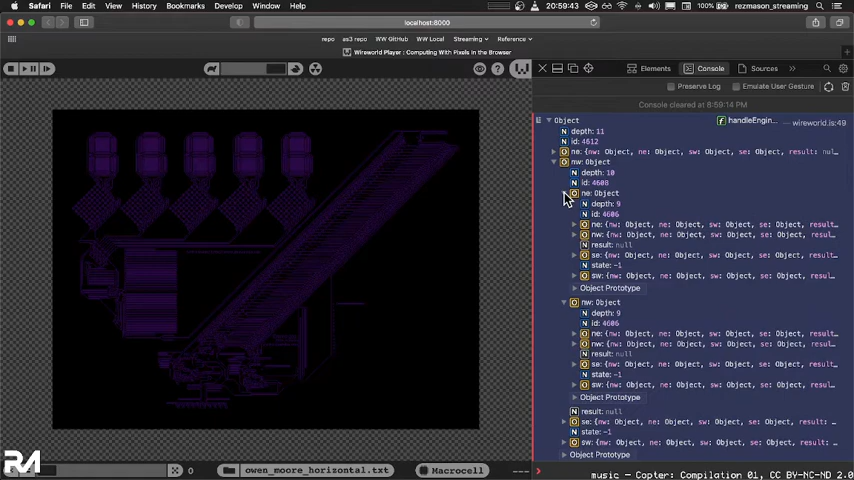 Safari File Edit View History Bookmarks Develop Window Help 100% 20:59:43 rezmason_streaming
localhost:8000
repo as3 repo WW GitHub WW Local Streaming Reference
Wireworld Player : Computing With Pixels in the Browser
Elements Console Sources
Preserve Log Emulate User Gesture
Console cleared at 8:59:14 PM
E Object handleEngin… wireworld.js:49
N depth: 11
N id: 4612
O ne: {nw: Object, ne: Object, sw: Object, se: Object, result: nul…
O nw: Object
N depth: 10
N id: 4608
O ne: Object
N depth: 9
N id: 4606
O ne: {nw: Object, ne: Object, sw: Object, se: Object, result…
O nw: {nw: Object, ne: Object, sw: Object, se: Object, result…
N result: null
O se: {nw: Object, ne: Object, sw: Object, se: Object, result…
N state: -1
O sw: {nw: Object, ne: Object, sw: Object, se: Object, result…
Object Prototype
O nw: Object
N depth: 9
N id: 4606
O ne: {nw: Object, ne: Object, sw: Object, se: Object, result…
O nw: {nw: Object, ne: Object, sw: Object, se: Object, result…
N result: null
O se: {nw: Object, ne: Object, sw: Object, se: Object, result…
N state: -1
O sw: {nw: Object, ne: Object, sw: Object, se: Object, result…
Object Prototype
N result: null
O se: {nw: Object, ne: Object, sw: Object, se: Object, result: …
N state: -1
O sw: {nw: Object, ne: Object, sw: Object, se: Object, result: …
Object Prototype
RM
0 owen_moore_horizontal.txt Macrocell ---
music - Copter: Compilation 01, CC BY-NC-ND 2.0